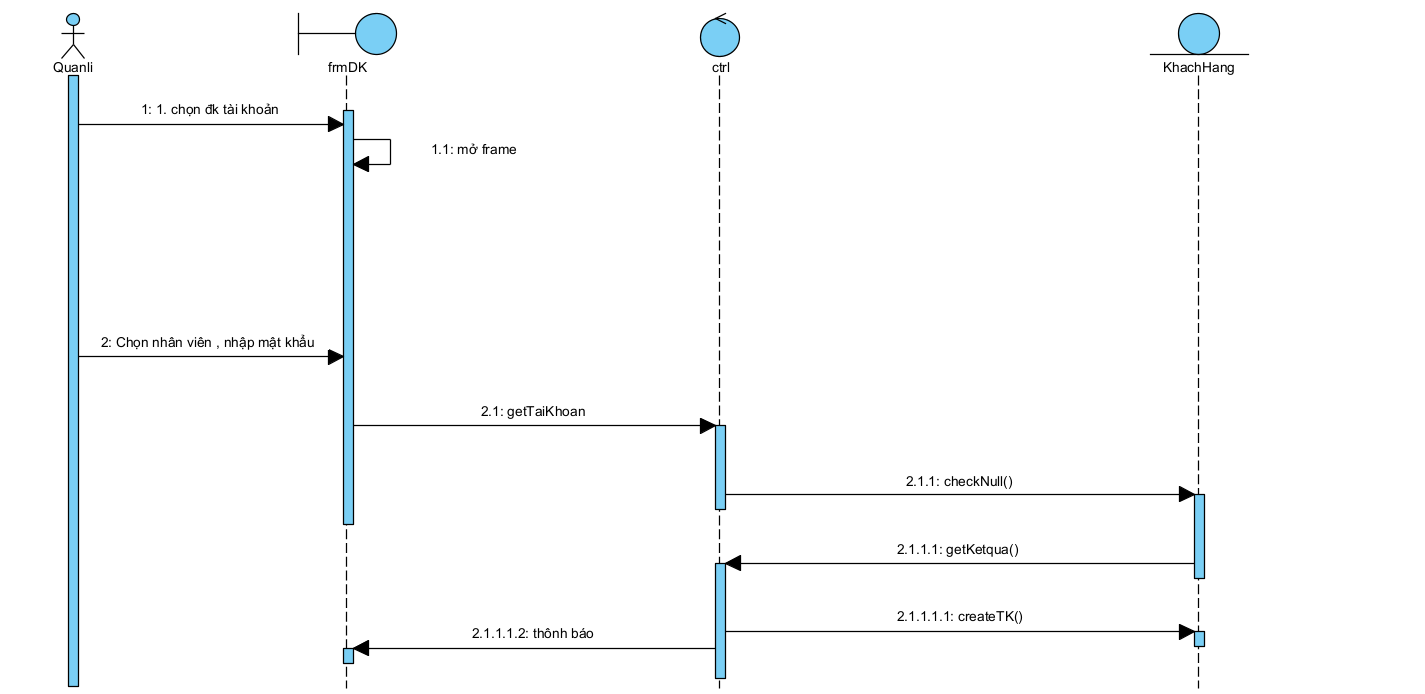 Quanli
frmDK
ctrl
KhachHang
1: 1. chọn đk tài khoản
1.1: mở frame
2: Chọn nhân viên , nhập mật khẩu
2.1: getTaiKhoan
2.1.1: checkNull()
2.1.1.1: getKetqua()
2.1.1.1.1: createTK()
2.1.1.1.2: thônh báo